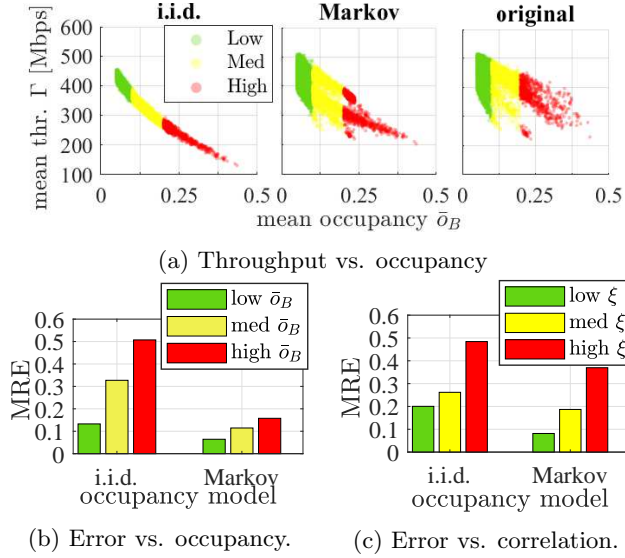 i.i.d. Markov original
mean thr. Γ [Mbps]
600
500
400
300
200
100
Low
Med
High
0 0.25 0.5 0 0.25 0.5 0 0.25 0.5
mean occupancy ō_B
(a) Throughput vs. occupancy
MRE
0.6
0.5
0.4
0.3
0.2
0.1
0
low ō_B
med ō_B
high ō_B
i.i.d. Markov
occupancy model
(b) Error vs. occupancy.
MRE
0.6
0.5
0.4
0.3
0.2
0.1
0
low ξ
med ξ
high ξ
i.i.d. Markov
occupancy model
(c) Error vs. correlation.